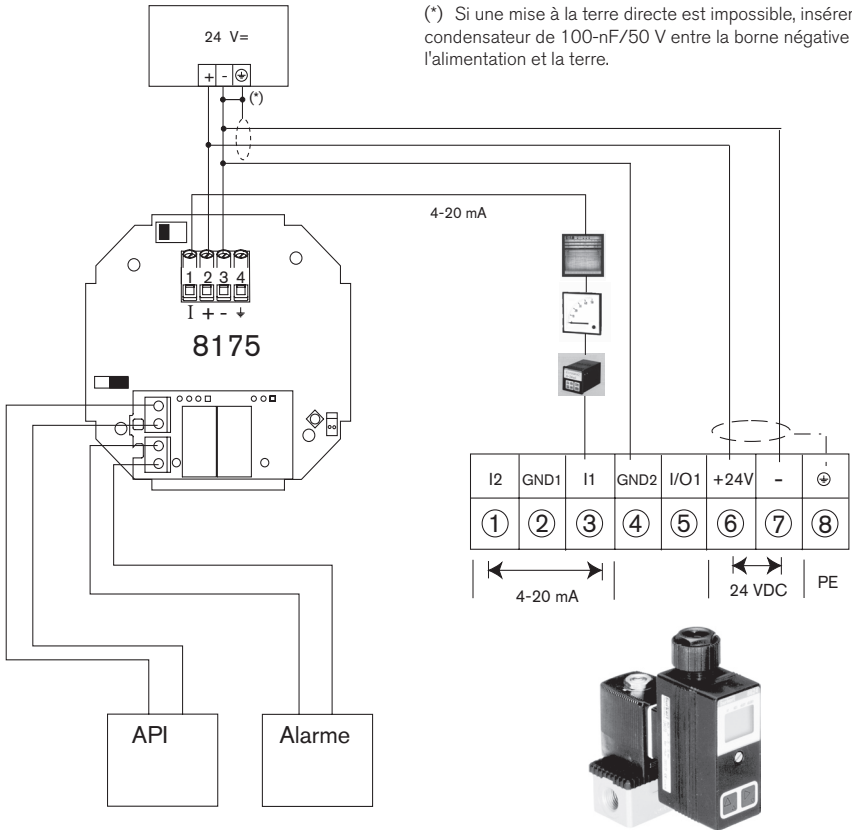 (*) Si une mise à la terre directe est impossible, insérer
condensateur de 100-nF/50 V entre la borne négative
l'alimentation et la terre.
24 V=
+ -
(*)
4-20 mA
1 2 3 4
I + -
8175
I2 GND1 I1 GND2 I/O1 +24V -
1 2 3 4 5 6 7 8
4-20 mA
24 VDC
PE
API
Alarme